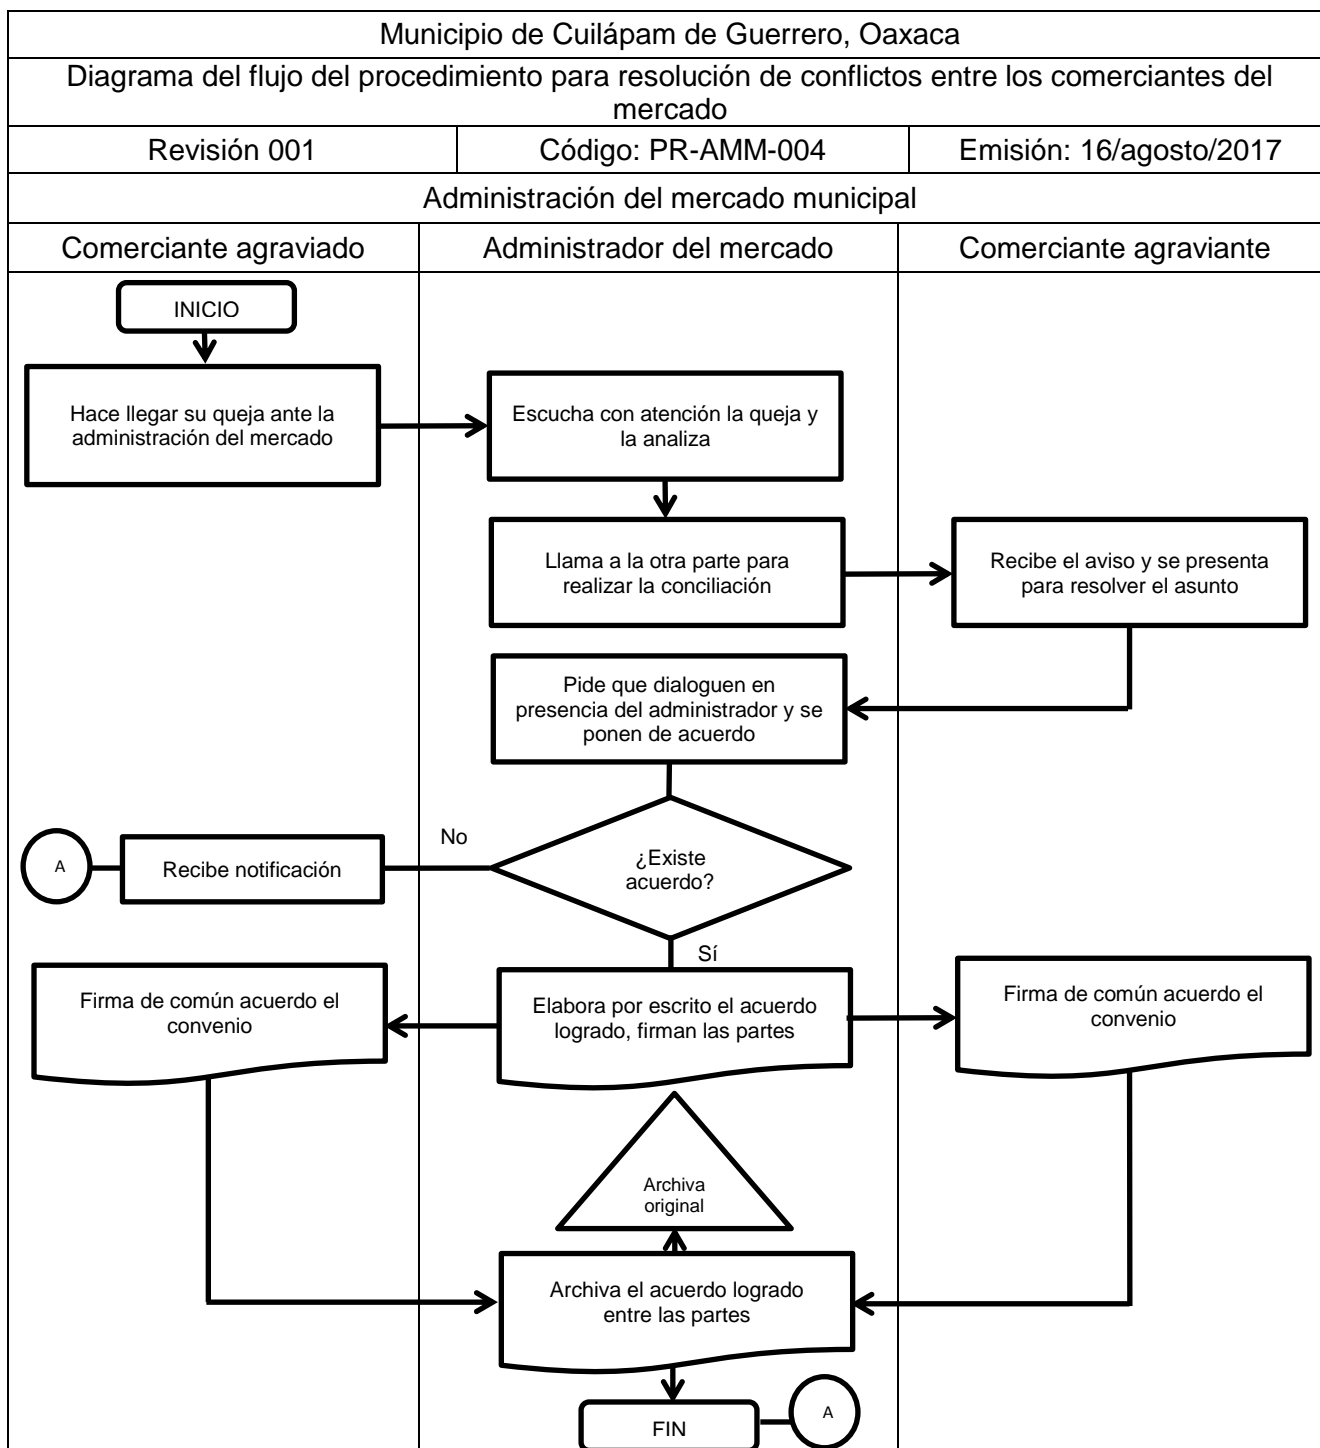 Municipio de Cuilápam de Guerrero, Oaxaca
Diagrama del flujo del procedimiento para resolución de conflictos entre los comerciantes del
mercado
Revisión 001
Código: PR-AMM-004
Emisión: 16/agosto/2017
Administración del mercado municipal
Comerciante agraviado
Administrador del mercado
Comerciante agraviante
INICIO
Hace llegar su queja ante la
administración del mercado
Escucha con atención la queja y
la analiza
Llama a la otra parte para
realizar la conciliación
Recibe el aviso y se presenta
para resolver el asunto
Pide que dialoguen en
presencia del administrador y se
ponen de acuerdo
¿Existe
acuerdo?
No
Recibe notificación
A
Sí
Elabora por escrito el acuerdo
logrado, firman las partes
Firma de común acuerdo el
convenio
Firma de común acuerdo el
convenio
Archiva
original
Archiva el acuerdo logrado
entre las partes
FIN
A